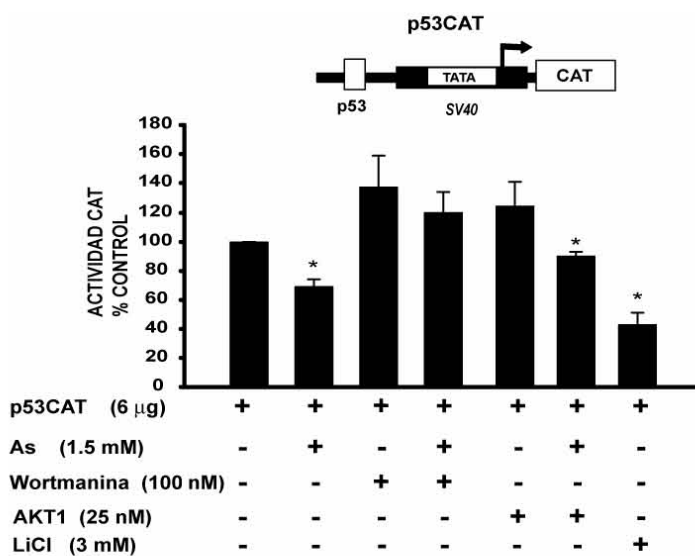 p53CAT
TATA
CAT
p53
SV40
ACTIVIDAD CAT
% CONTROL
180
160
140
120
100
80
60
40
20
0
*
*
*
p53CAT (6 µg) + + + + + + +
As (1.5 mM) - + - + - + -
Wortmanina (100 nM) - - + + - - -
AKT1 (25 nM) - - - - + + -
LiCl (3 mM) - - - - - - +